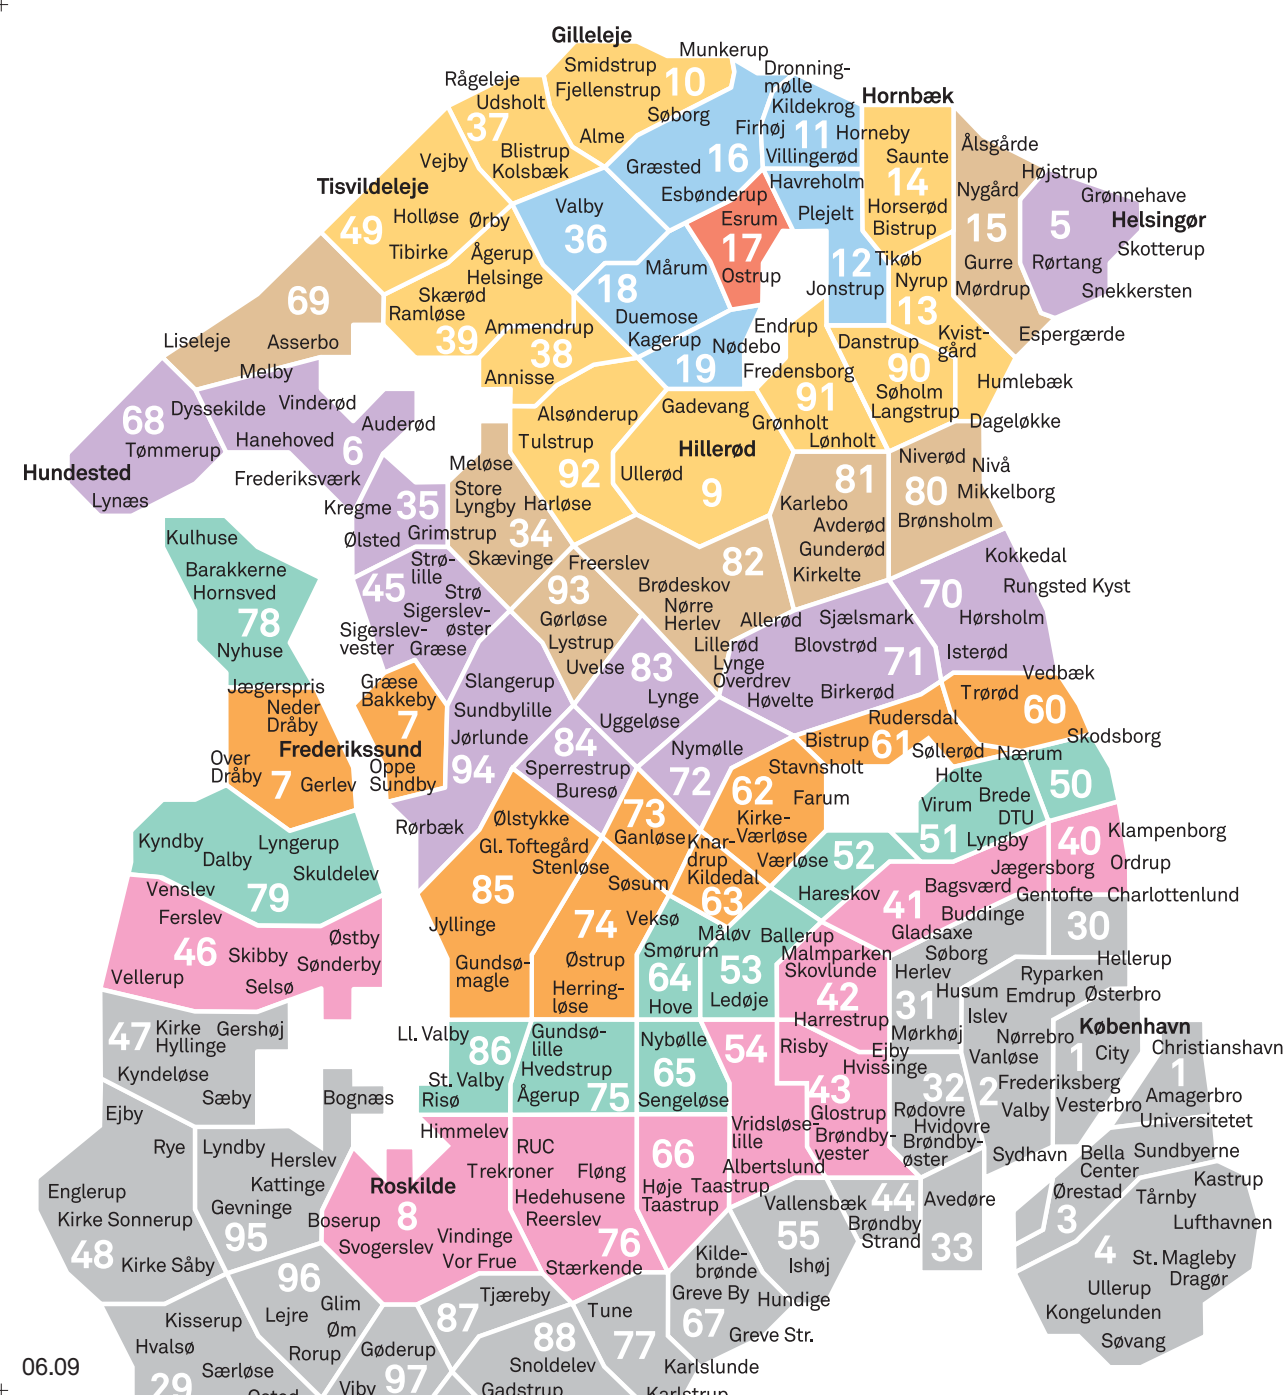 Gilleleje
Munkerup
Smidstrup
10
Fjellenstrup
Søborg
Alme
Rågeleje
Udsholt
37
Blistrup
Kolsbæk
Vejby
Dronning-
mølle
Kildekrog
Firhøj
11
Villingerød
Hornbæk
Horneby
Saunte
14
Horserød
Bistrup
Ålsgårde
Højstrup
Nygård
15
Gurre
Mørdrup
Grønnehave
Helsingør
5
Skotterup
Rørtang
Snekkersten
Espergærde
Græsted
16
Esbønderup
Havreholm
Plejelt
12
Jonstrup
Esrum
17
Ostrup
Tisvildeleje
Holløse
Ørby
49
Tibirke
Valby
36
Ågerup
Helsinge
Skærød
Ramløse
39
Mårum
18
Duemose
Kagerup
Nødebo
19
Tikøb
Nyrup
13
Kvist-
gård
69
Liseleje
Asserbo
Ammendrup
38
Annisse
Endrup
Fredensborg
91
Grønholt
Lønholt
Danstrup
90
Søholm
Langstrup
Humlebæk
Dageløkke
Melby
68
Dyssekilde
Vinderød
Tømmerup
Hanehoved
6
Auderød
Hundested
Lynæs
Frederiksværk
Alsønderup
Tulstrup
92
Harløse
Gadevang
Hillerød
Ullerød
9
Meløse
Store
Lyngby
34
Skævinge
Kregme
35
Ølsted
Grimstrup
81
Karlebo
Avderød
Gunderød
Kirkelte
Niverød
Nivå
80
Mikkelborg
Brønsholm
Kokkedal
Kulhuse
Barakkerne
Hornsved
78
Nyhuse
Strø-
lille
45
Strø
Sigerslev-
øster
Sigerslev-
vester
Græse
Freerslev
82
Brødeskov
Nørre
Herlev
93
Gørløse
Lystrup
Uvelse
Allerød
Lillerød
Lynge
Overdrev
Høvelte
Sjælsmark
Blovstrød
71
Birkerød
70
Rungsted Kyst
Hørsholm
Isterød
Vedbæk
Jægerspris
Neder
Dråby
Frederikssund
Over
Dråby
7
Gerlev
Græse
Bakkeby
7
Oppe
Sundby
Slangerup
Sundbylille
Jørlunde
94
Rørbæk
83
Lynge
Uggeløse
84
Sperrestrup
Buresø
Nymølle
72
Trørød
60
Rudersdal
Bistrup
61
Søllerød
Nærum
Skodsborg
Stavnsholt
62
Farum
Kirke-
Værløse
Holte
50
Virum
Brede
DTU
51
Lyngby
Kyndby
Lyngerup
Dalby
Skuldelev
79
Venslev
Ferslev
46
Skibby
Østby
Sønderby
Vellerup
Selsø
Ølstykke
Gl. Toftegård
Stenløse
85
Jyllinge
Gundsø-
magle
73
Ganløse
Knar-
drup
Kildedal
63
Søsum
Veksø
74
Østrup
Herring-
løse
Værløse
52
Hareskov
Klampenborg
40
Jægersborg
Ordrup
Bagsværd
Gentofte
Charlottenlund
41
Buddinge
Gladsaxe
30
Hellerup
Måløv
Ballerup
Smørum
64
53
Hove
Ledøje
Malmparken
Skovlunde
42
Harrestrup
Søborg
Herlev
31
Mørkhøj
Husum
Ryparken
Emdrup
Østerbro
Islev
Nørrebro
København
Vanløse
1
City
Christianshavn
1
47
Kirke
Hyllinge
Gershøj
Kyndeløse
Sæby
Ll. Valby
86
St. Valby
Risø
Gundsø-
lille
Hvedstrup
Ågerup
75
Nybølle
65
Sengeløse
54
Risby
Ejby
Hvissinge
43
Glostrup
Brøndby-
vester
32
Rødovre
Hvidovre
Brøndby-
øster
2
Frederiksberg
Valby
Vesterbro
Amagerbro
Universitetet
Sydhavn
Bella
Center
Sundbyerne
Ørestad
Kastrup
Tårnby
3
Lufthavnen
4
St. Magleby
Dragør
Ullerup
Kongelunden
Søvang
Bognæs
Ejby
Rye
Lyndby
Herslev
Kattinge
Gevninge
95
Englerup
Kirke Sonnerup
48
Kirke Såby
Himmelev
Roskilde
8
Boserup
Svogerslev
Vindinge
Vor Frue
RUC
Trekroner
Fløng
Hedehusene
Reerslev
76
Stærkende
66
Høje
Taastrup
Taastrup
Vridsløse-
lille
Albertslund
Vallensbæk
44
Avedøre
Brøndby
Strand
33
55
Ishøj
Kilde-
brønde
Greve By
Hundige
67
Greve Str.
96
Lejre
Glim
Øm
Rorup
Kisserup
Hvalsø
Særløse
29
Osted
Tjæreby
87
Gøderup
97
Viby
88
Snoldelev
Gadstrup
Tune
77
Karlslunde
Karlstrup
06.09